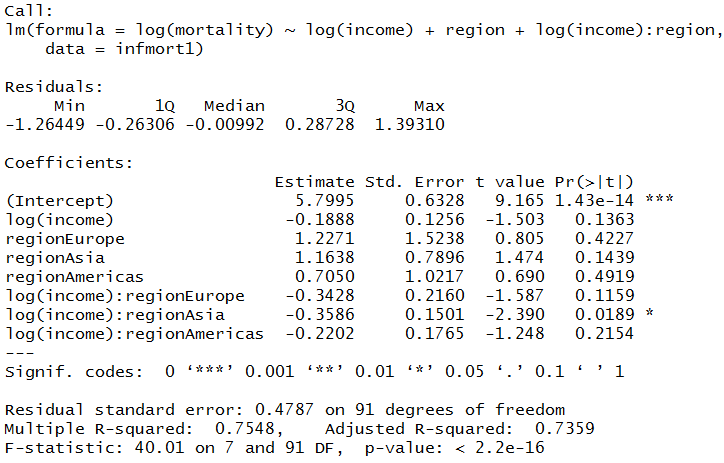 Call:
lm(formula = log(mortality) ~ log(income) + region + log(income):region,
    data = infmort1)

Residuals:
     Min       1Q   Median       3Q      Max
-1.26449 -0.26306 -0.00992  0.28728  1.39310

Coefficients:
                           Estimate Std. Error t value Pr(>|t|)
(Intercept)                  5.7995     0.6328   9.165 1.43e-14 ***
log(income)                 -0.1888     0.1256  -1.503   0.1363
regionEurope                 1.2271     1.5238   0.805   0.4227
regionAsia                   1.1638     0.7896   1.474   0.1439
regionAmericas               0.7050     1.0217   0.690   0.4919
log(income):regionEurope    -0.3428     0.2160  -1.587   0.1159
log(income):regionAsia      -0.3586     0.1501  -2.390   0.0189 *
log(income):regionAmericas  -0.2202     0.1765  -1.248   0.2154
---
Signif. codes:  0 ‘***’ 0.001 ‘**’ 0.01 ‘*’ 0.05 ‘.’ 0.1 ‘ ’ 1

Residual standard error: 0.4787 on 91 degrees of freedom
Multiple R-squared:  0.7548,    Adjusted R-squared:  0.7359
F-statistic: 40.01 on 7 and 91 DF,  p-value: < 2.2e-16